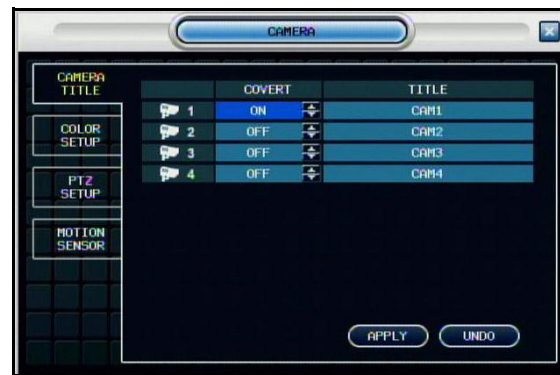 CAMERA
CAMERA
TITLE
COLOR
SETUP
PTZ
SETUP
MOTION
SENSOR
COVERT TITLE
1 ON CAM1
2 OFF CAM2
3 OFF CAM3
4 OFF CAM4
APPLY UNDO